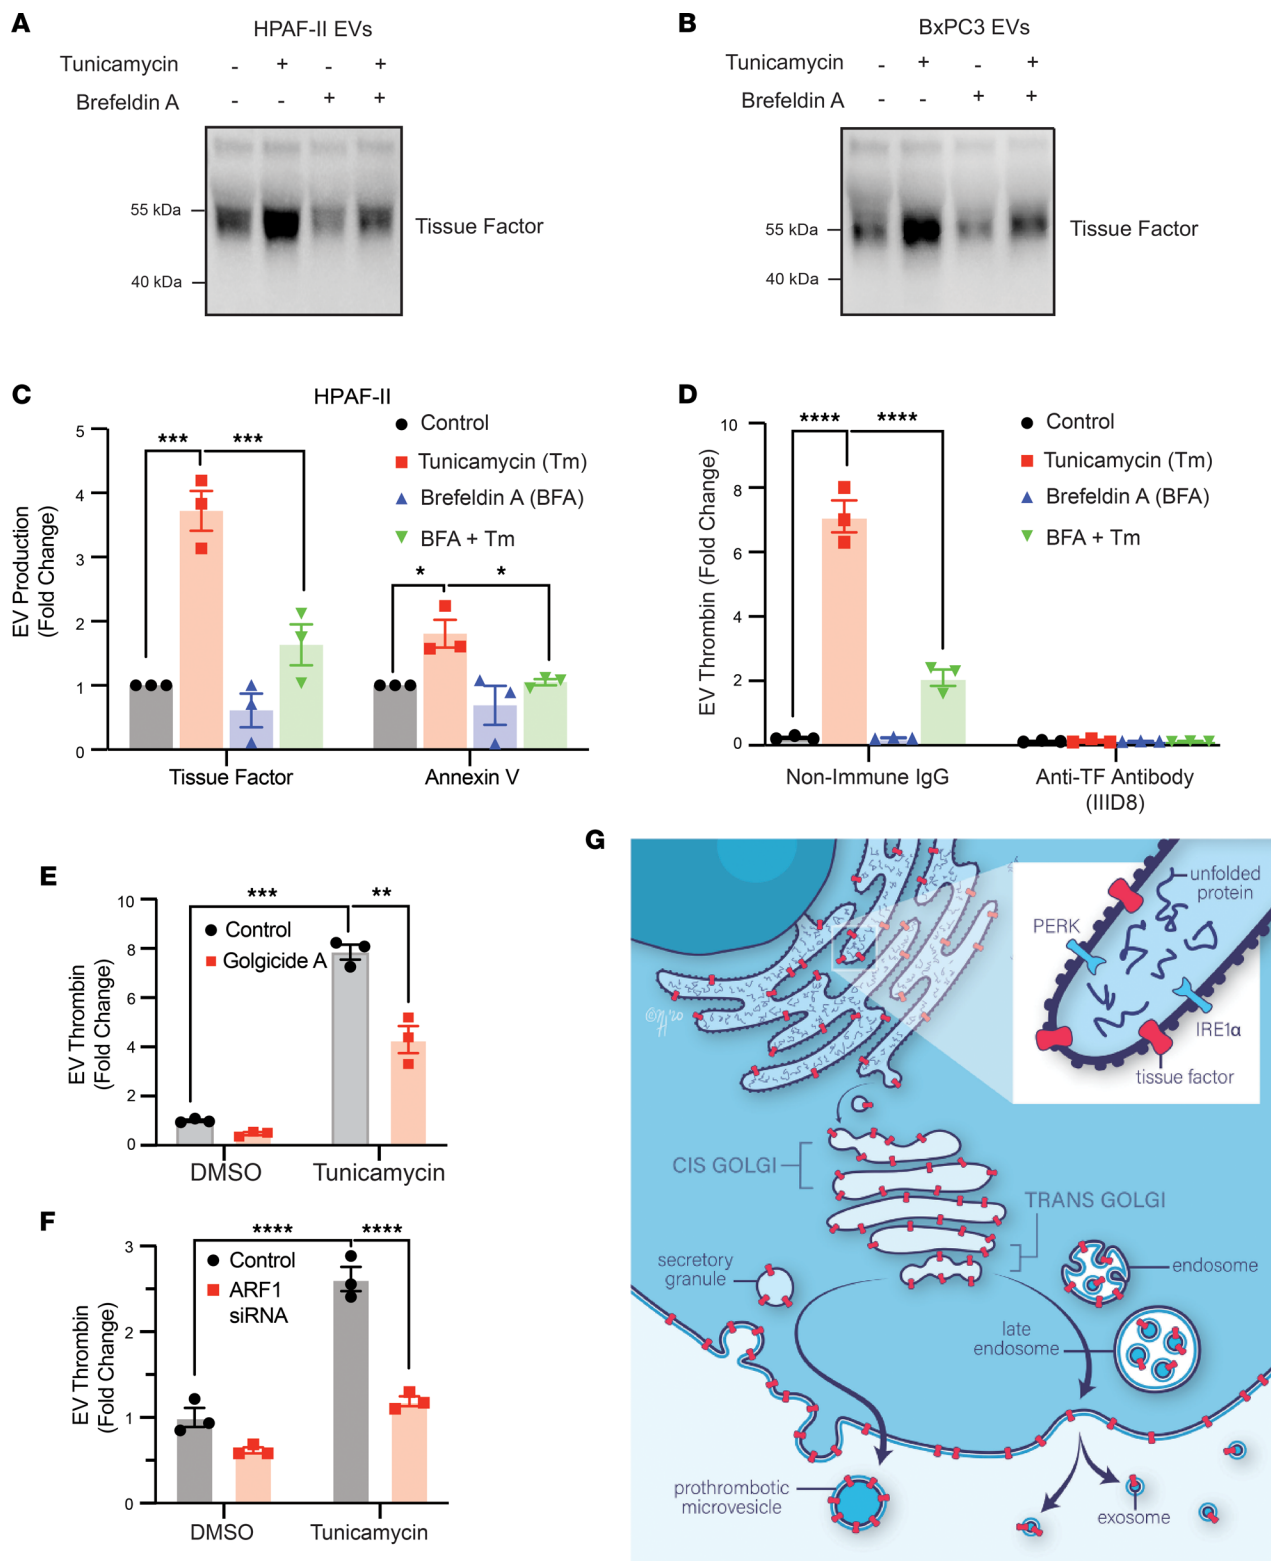 A
HPAF-II EVs
Tunicamycin - + - +
Brefeldin A - - + +
55 kDa
40 kDa
Tissue Factor
B
BxPC3 EVs
Tunicamycin - + - +
Brefeldin A - - + +
55 kDa
40 kDa
Tissue Factor
C
HPAF-II
EV Production
(Fold Change)
5
4
3
2
1
0
*** ***
* *
Control
Tunicamycin (Tm)
Brefeldin A (BFA)
BFA + Tm
Tissue Factor
Annexin V
D
EV Thrombin (Fold Change)
10
8
6
4
2
0
**** ****
Control
Tunicamycin (Tm)
Brefeldin A (BFA)
BFA + Tm
Non-Immune IgG
Anti-TF Antibody
(IIID8)
E
EV Thrombin
(Fold Change)
10
8
6
4
2
0
*** **
Control
Golgicide A
DMSO
Tunicamycin
F
EV Thrombin
(Fold Change)
3
2
1
0
**** ****
Control
ARF1
siRNA
DMSO
Tunicamycin
G
unfolded
protein
PERK
IRE1α
tissue factor
CIS GOLGI
TRANS GOLGI
secretory
granule
endosome
late
endosome
prothrombotic
microvesicle
exosome